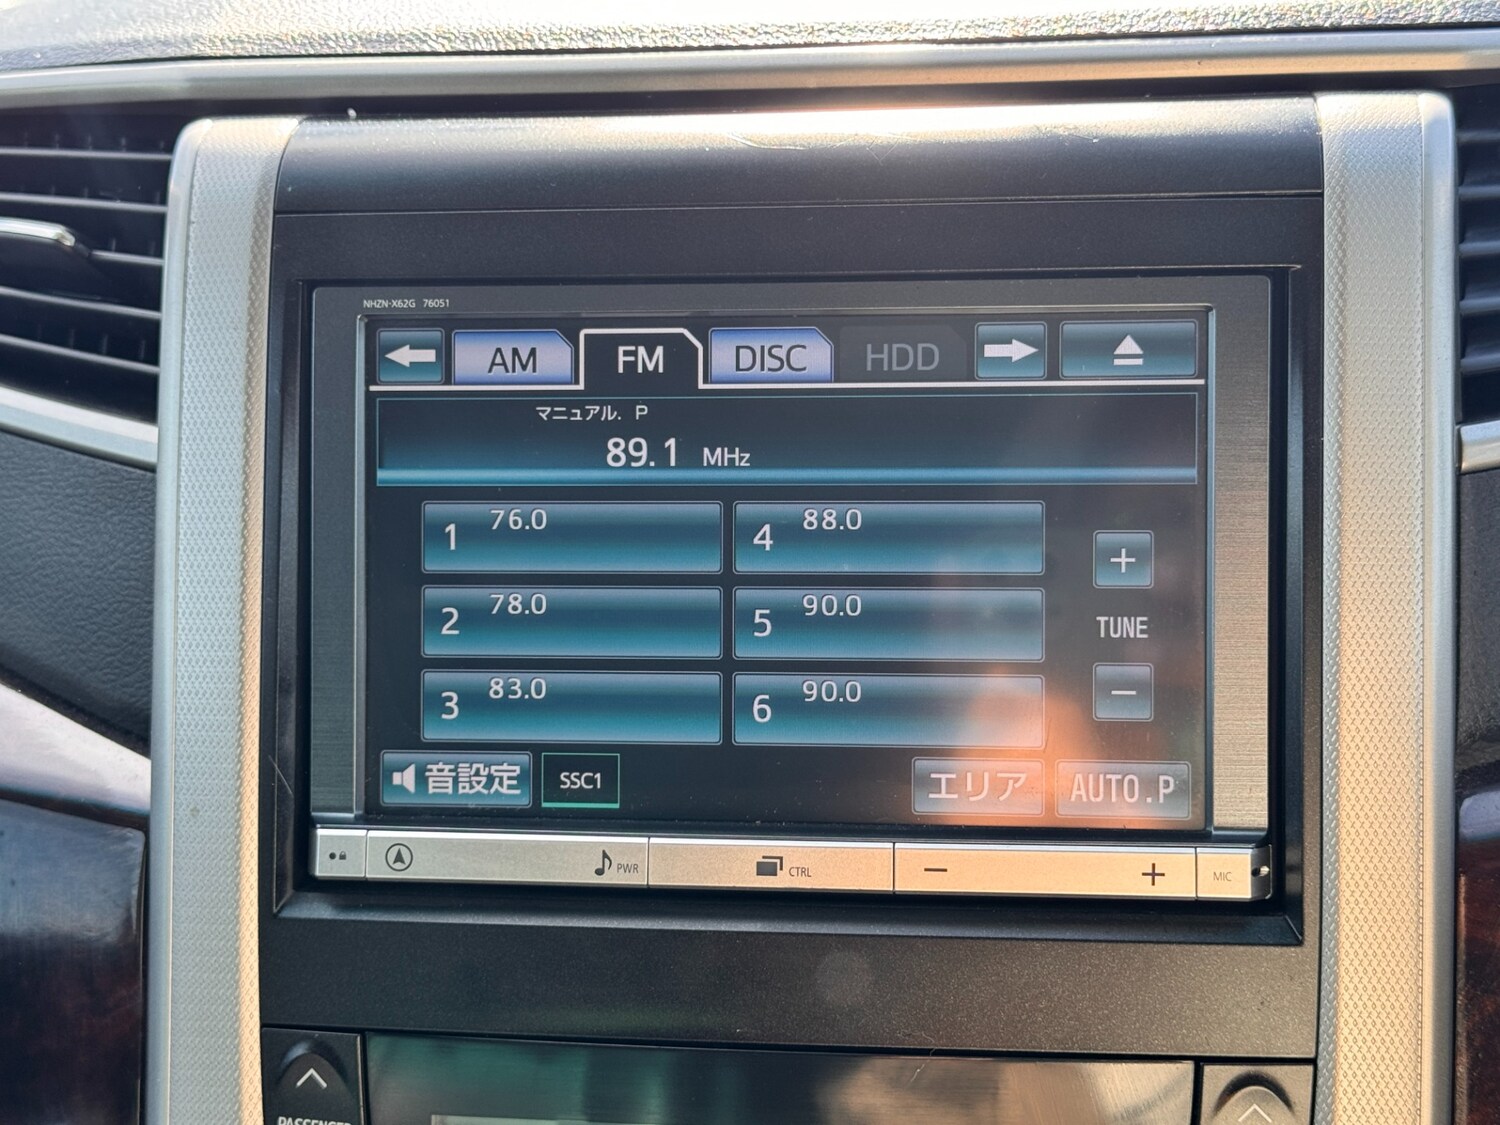 NHZN-X62G 76051
AM FM DISC HDD
マニュアル. P
89.1 MHz
1 76.0
4 88.0
2 78.0
5 90.0
3 83.0
6 90.0
+
TUNE
−
音設定 SSC1 エリア AUTO.P
PWR CTRL − + MIC
PASSENGER